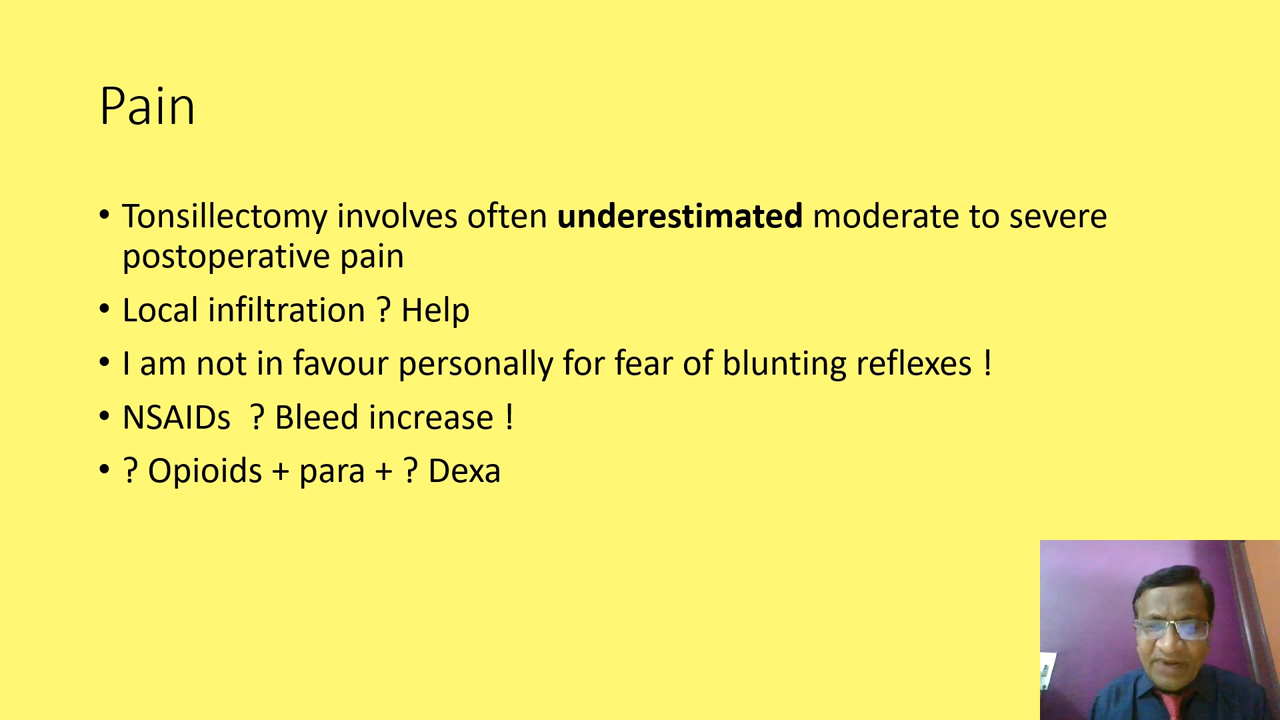 Pain
• Tonsillectomy involves often underestimated moderate to severe
postoperative pain
• Local infiltration ? Help
• I am not in favour personally for fear of blunting reflexes !
• NSAIDs  ? Bleed increase !
• ? Opioids + para + ? Dexa